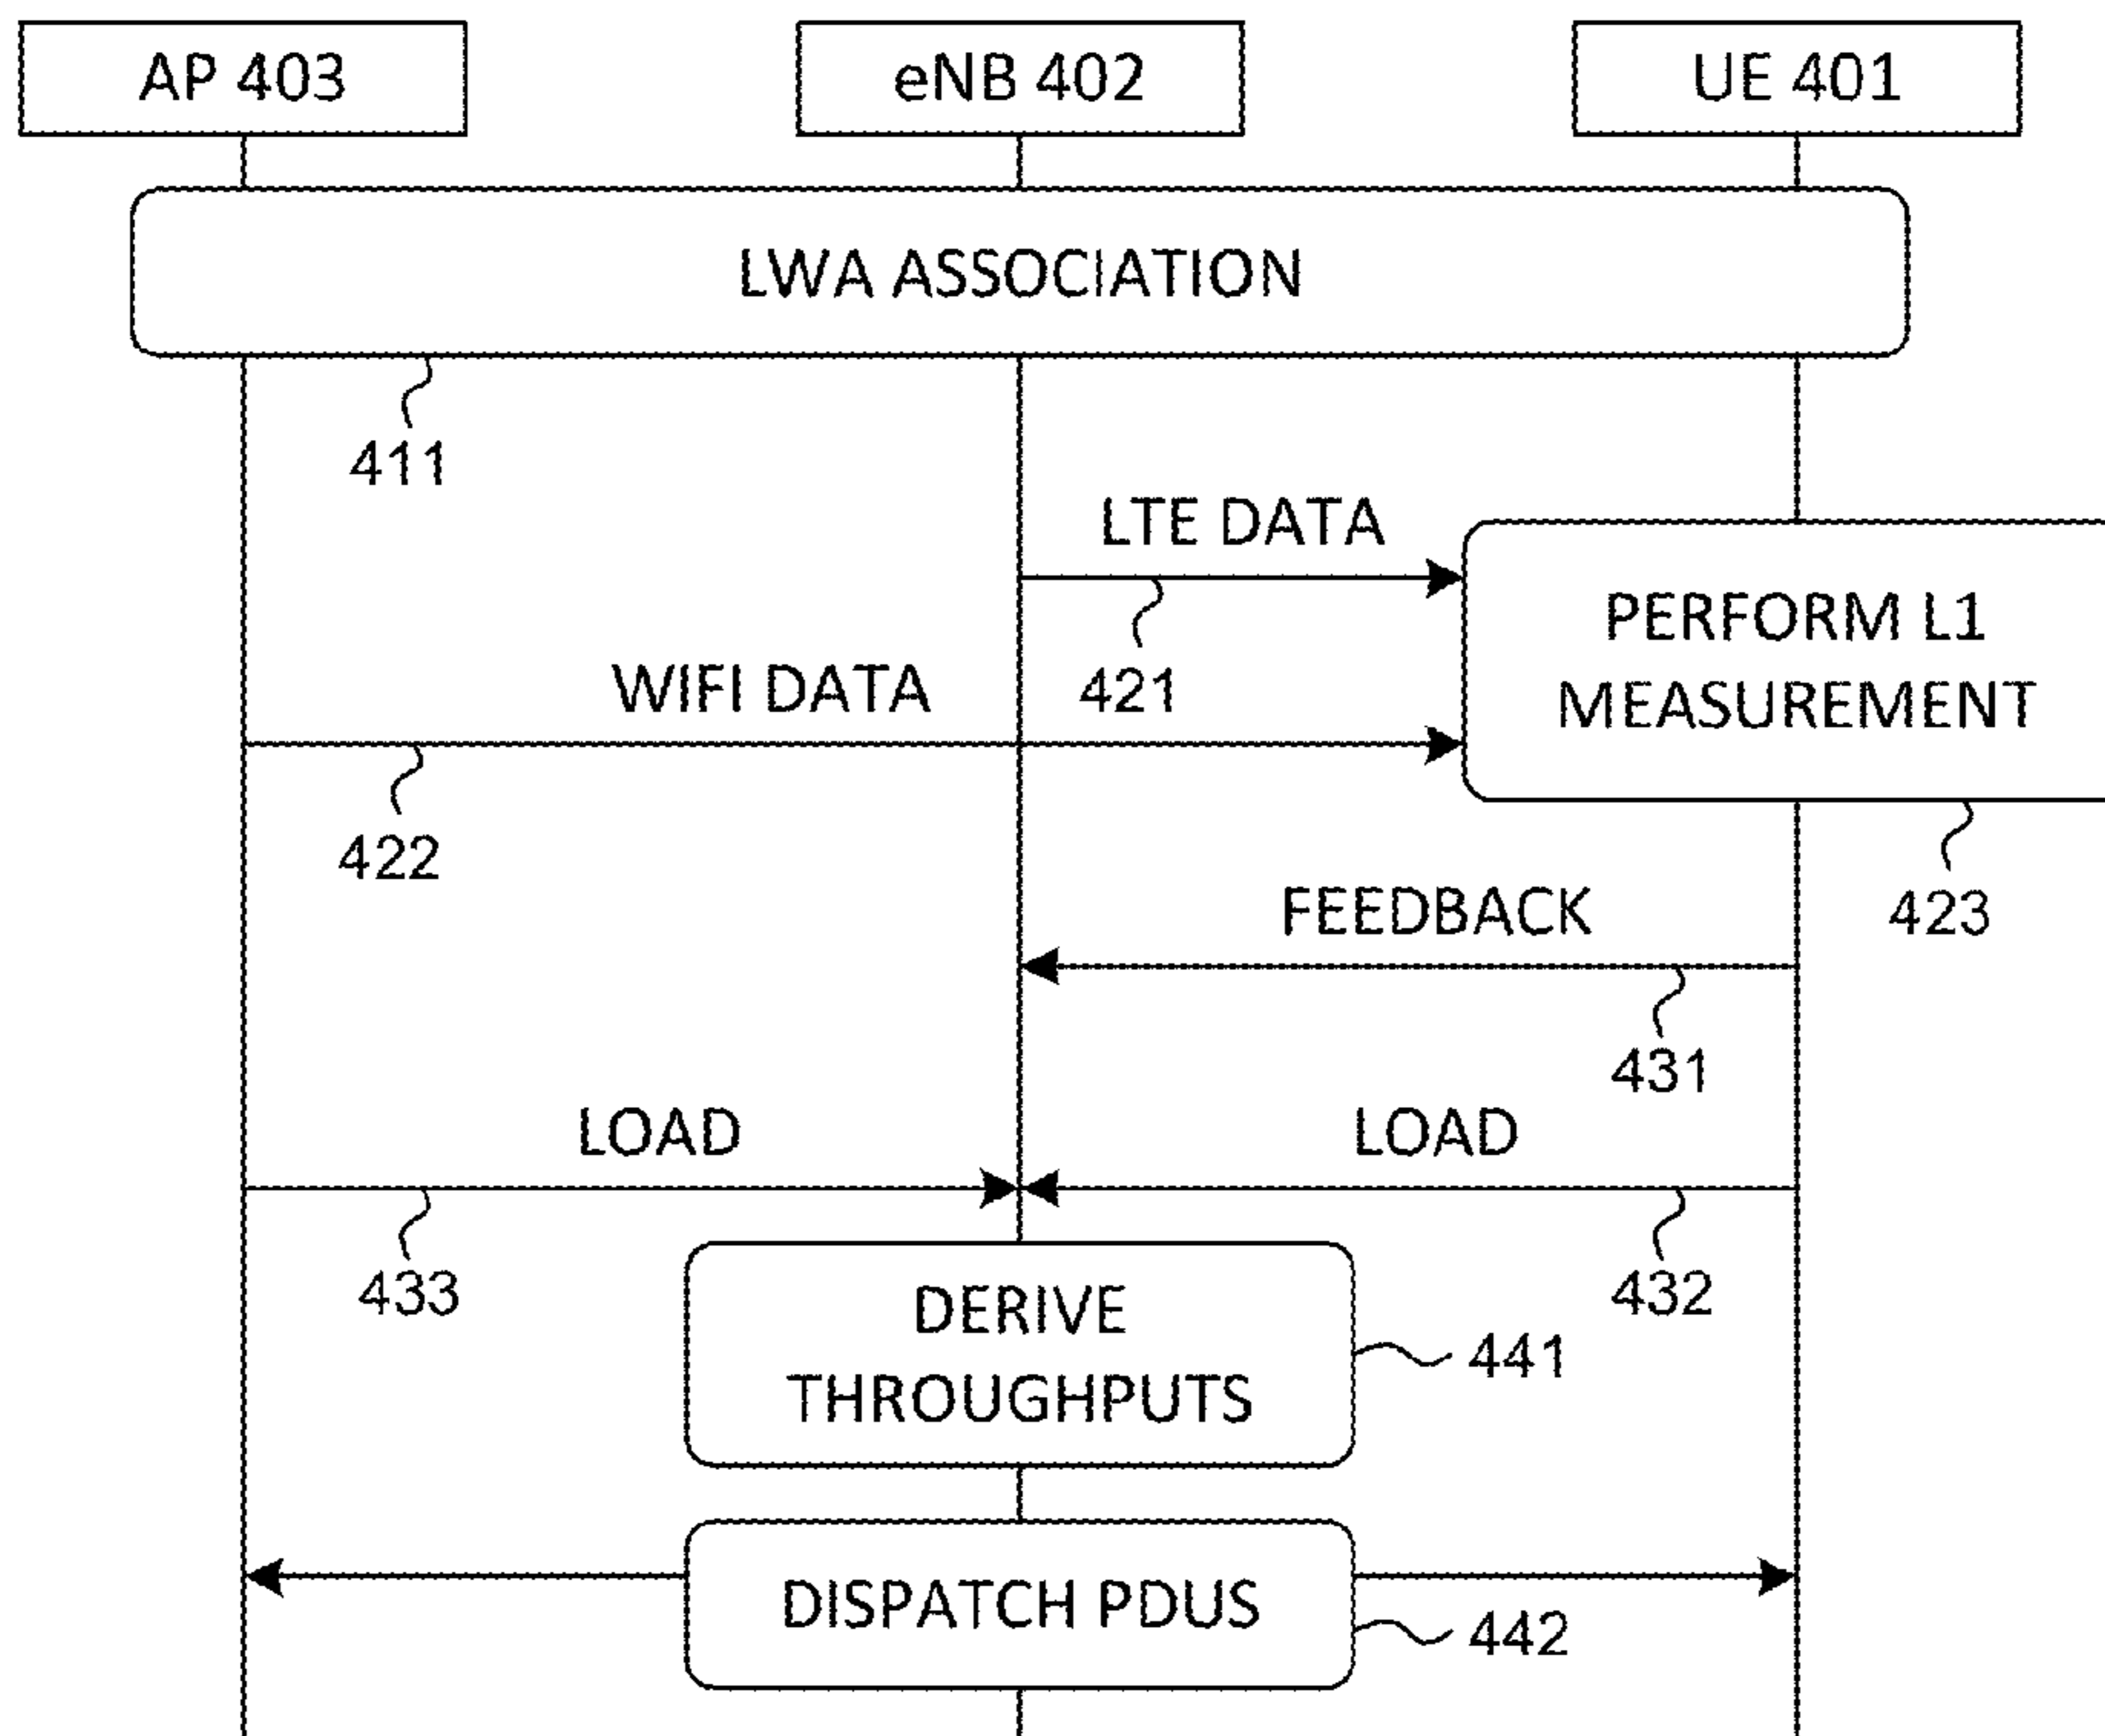 AP 403
eNB 402
UE 401
LWA ASSOCIATION
411
LTE DATA
421
PERFORM L1
MEASUREMENT
WIFI DATA
422
423
FEEDBACK
431
LOAD
LOAD
433
432
DERIVE
THROUGHPUTS
441
DISPATCH PDUS
442